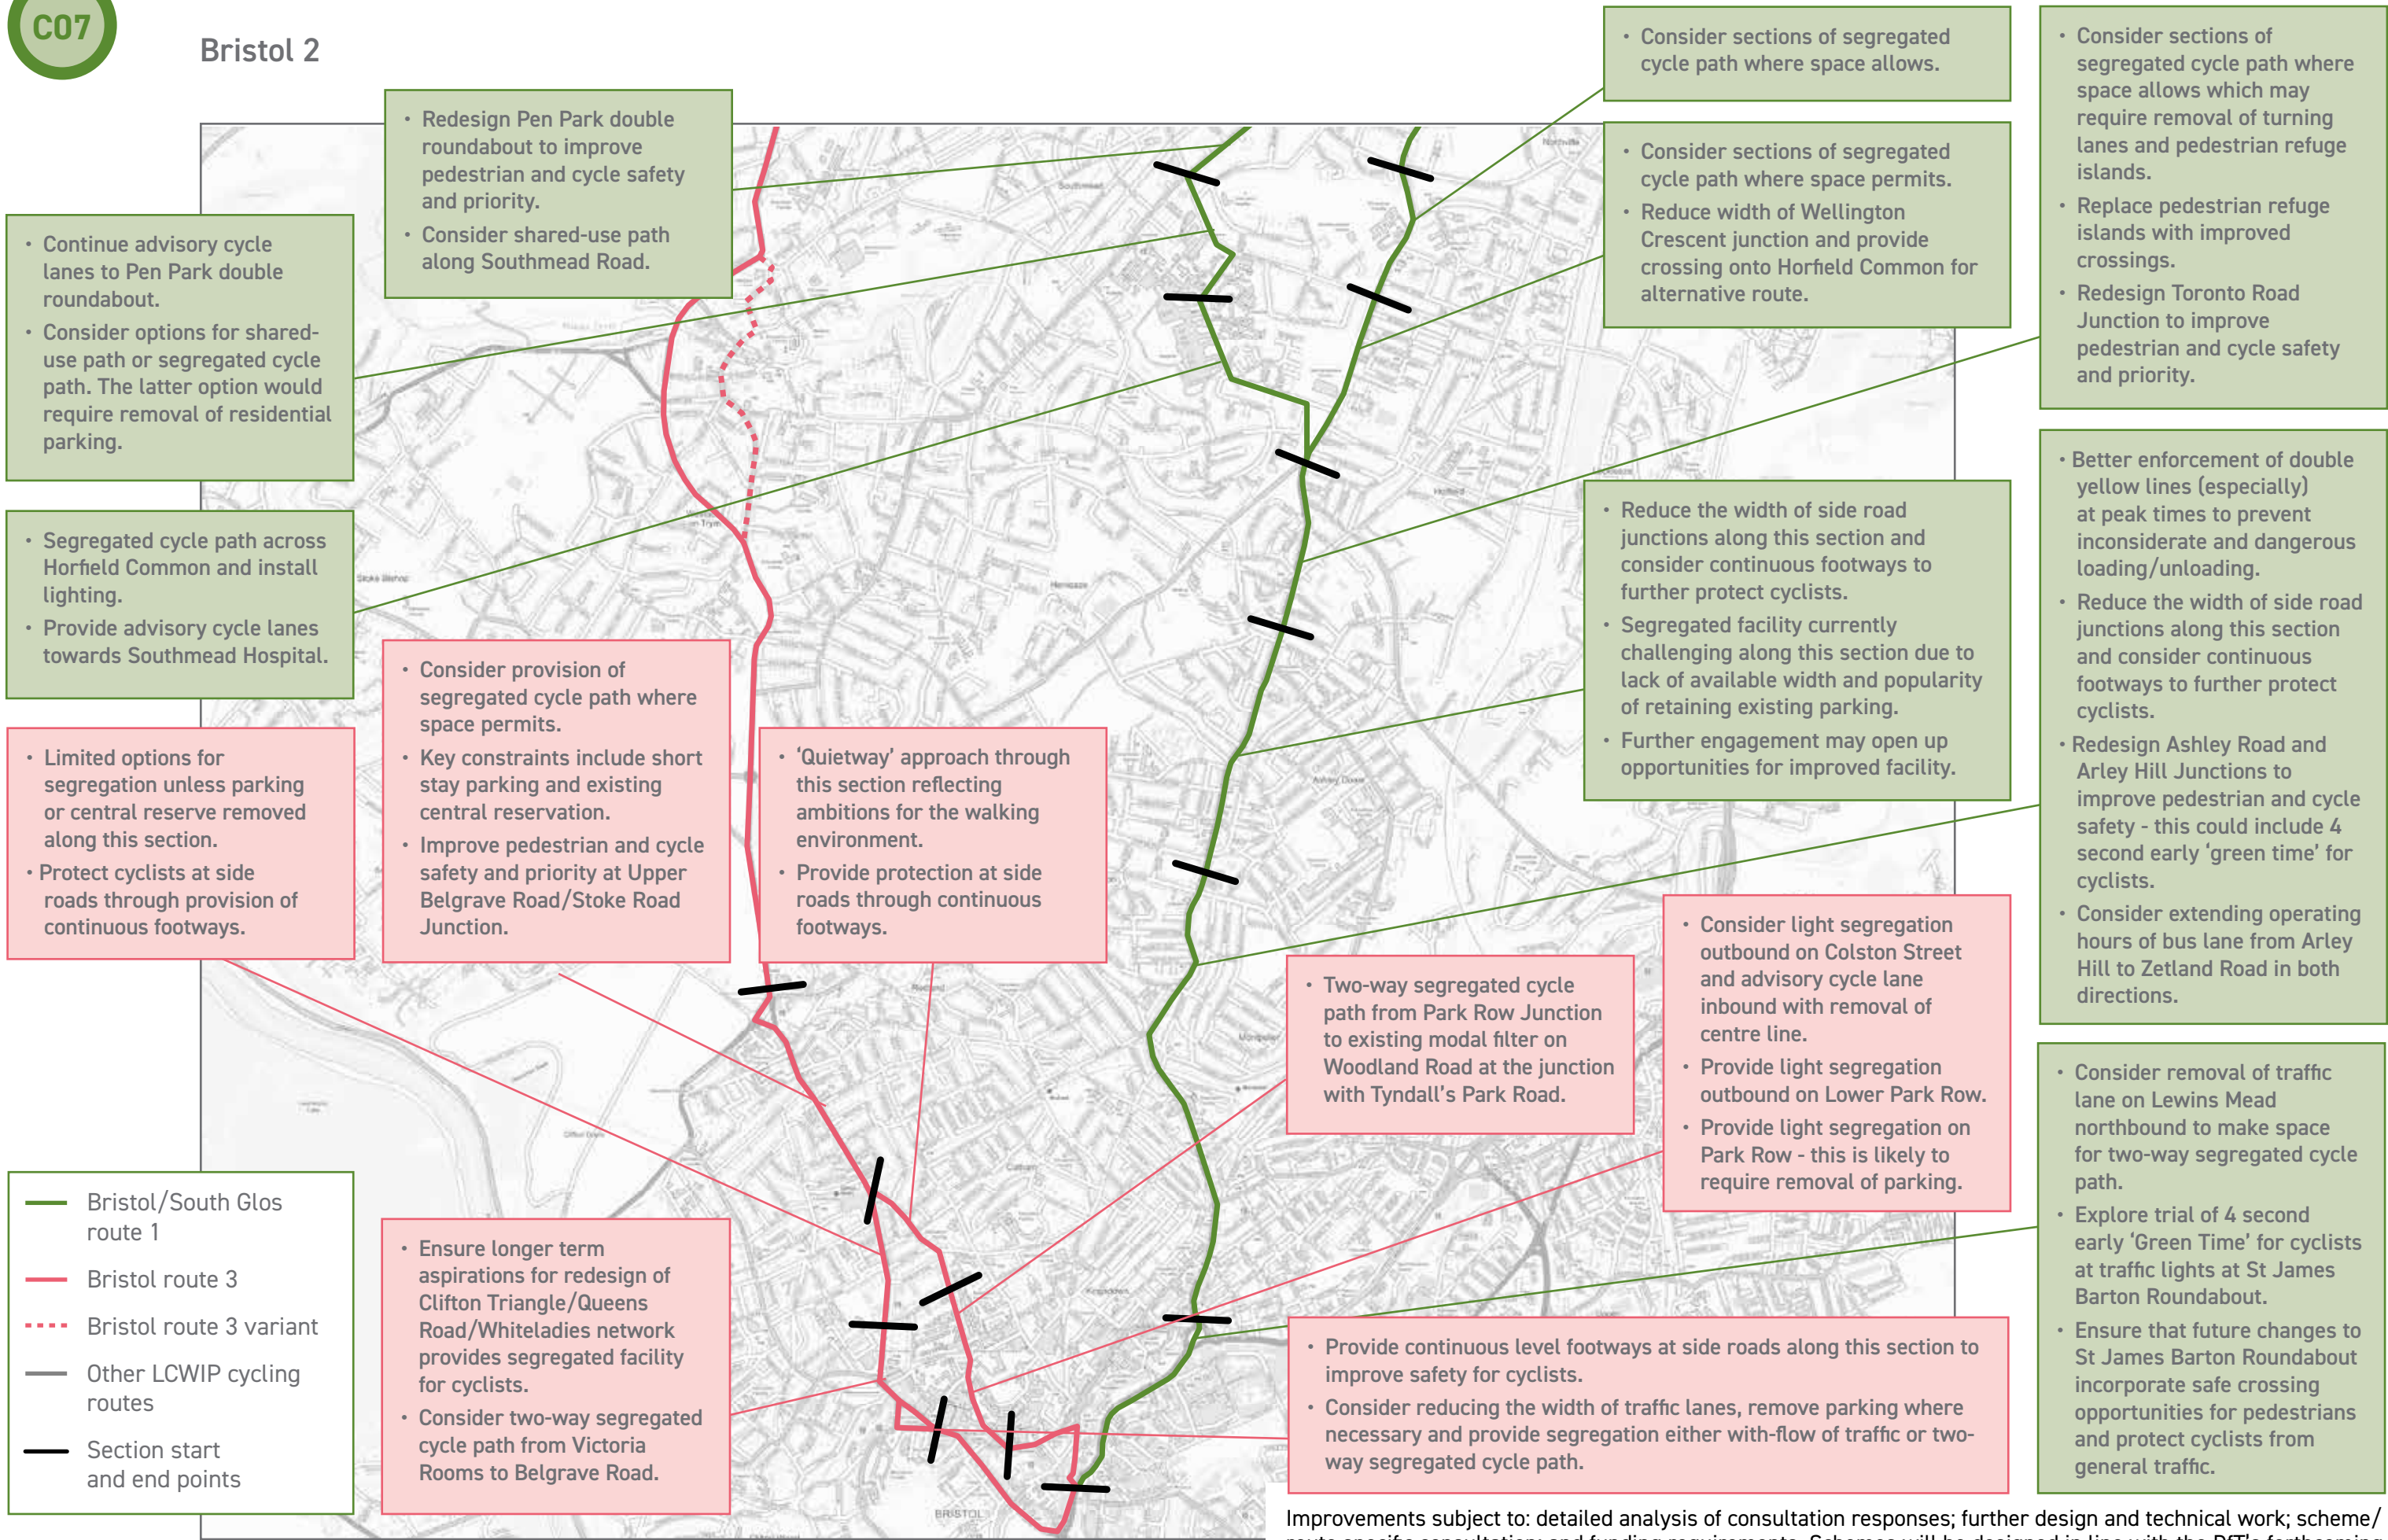 C07
Bristol 2
• Redesign Pen Park double
roundabout to improve
pedestrian and cycle safety
and priority.
• Consider shared-use path
along Southmead Road.
• Continue advisory cycle
lanes to Pen Park double
roundabout.
• Consider options for shared-
use path or segregated cycle
path. The latter option would
require removal of residential
parking.
• Segregated cycle path across
Horfield Common and install
lighting.
• Provide advisory cycle lanes
towards Southmead Hospital.
• Limited options for
segregation unless parking
or central reserve removed
along this section.
• Protect cyclists at side
roads through provision of
continuous footways.
• Consider provision of
segregated cycle path where
space permits.
• Key constraints include short
stay parking and existing
central reservation.
• Improve pedestrian and cycle
safety and priority at Upper
Belgrave Road/Stoke Road
Junction.
• ‘Quietway’ approach through
this section reflecting
ambitions for the walking
environment.
• Provide protection at side
roads through continuous
footways.
• Consider sections of segregated
cycle path where space allows.
• Consider sections of segregated
cycle path where space permits.
• Reduce width of Wellington
Crescent junction and provide
crossing onto Horfield Common for
alternative route.
• Consider sections of
segregated cycle path where
space allows which may
require removal of turning
lanes and pedestrian refuge
islands.
• Replace pedestrian refuge
islands with improved
crossings.
• Redesign Toronto Road
Junction to improve
pedestrian and cycle safety
and priority.
• Reduce the width of side road
junctions along this section and
consider continuous footways to
further protect cyclists.
• Segregated facility currently
challenging along this section due to
lack of available width and popularity
of retaining existing parking.
• Further engagement may open up
opportunities for improved facility.
• Better enforcement of double
yellow lines (especially)
at peak times to prevent
inconsiderate and dangerous
loading/unloading.
• Reduce the width of side road
junctions along this section
and consider continuous
footways to further protect
cyclists.
• Redesign Ashley Road and
Arley Hill Junctions to
improve pedestrian and cycle
safety - this could include 4
second early ‘green time’ for
cyclists.
• Consider extending operating
hours of bus lane from Arley
Hill to Zetland Road in both
directions.
• Two-way segregated cycle
path from Park Row Junction
to existing modal filter on
Woodland Road at the junction
with Tyndall’s Park Road.
• Consider light segregation
outbound on Colston Street
and advisory cycle lane
inbound with removal of
centre line.
• Provide light segregation
outbound on Lower Park Row.
• Provide light segregation on
Park Row - this is likely to
require removal of parking.
• Consider removal of traffic
lane on Lewins Mead
northbound to make space
for two-way segregated cycle
path.
• Explore trial of 4 second
early ‘Green Time’ for cyclists
at traffic lights at St James
Barton Roundabout.
• Ensure that future changes to
St James Barton Roundabout
incorporate safe crossing
opportunities for pedestrians
and protect cyclists from
general traffic.
Bristol/South Glos
route 1
Bristol route 3
Bristol route 3 variant
Other LCWIP cycling
routes
Section start
and end points
• Ensure longer term
aspirations for redesign of
Clifton Triangle/Queens
Road/Whiteladies network
provides segregated facility
for cyclists.
• Consider two-way segregated
cycle path from Victoria
Rooms to Belgrave Road.
• Provide continuous level footways at side roads along this section to
improve safety for cyclists.
• Consider reducing the width of traffic lanes, remove parking where
necessary and provide segregation either with-flow of traffic or two-
way segregated cycle path.
Southmead
Stoke Bishop
Henleaze
Horfield
Ashley Down
Redland
Clifton Down
Cotham
Kingsdown
BRISTOL
Improvements subject to: detailed analysis of consultation responses; further design and technical work; scheme/
route specific consultation; and funding requirements. Schemes will be designed in line with the DfT’s forthcoming